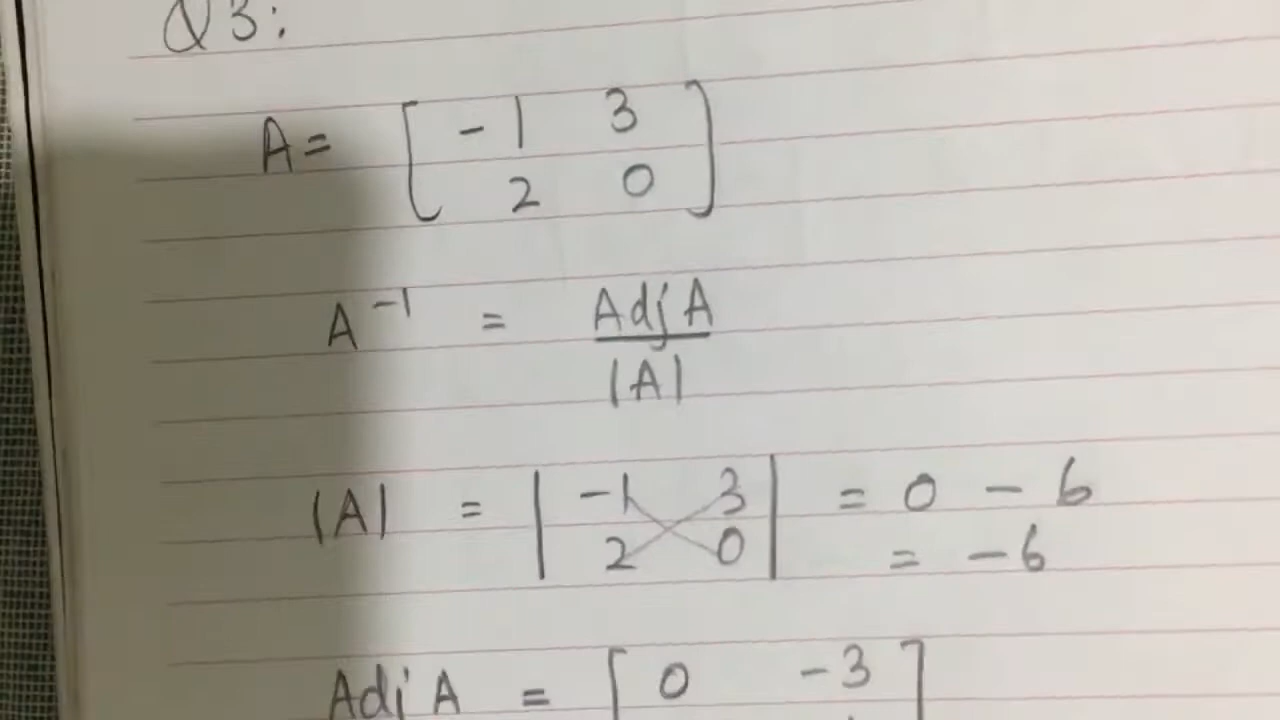 Q3:
A = [ -1 3
2 0 ]
A⁻¹ = Adj A
|A|
|A| = | -1 3 | = 0 - 6
| 2 0 | = -6
Adj A = [ 0 -3 ]